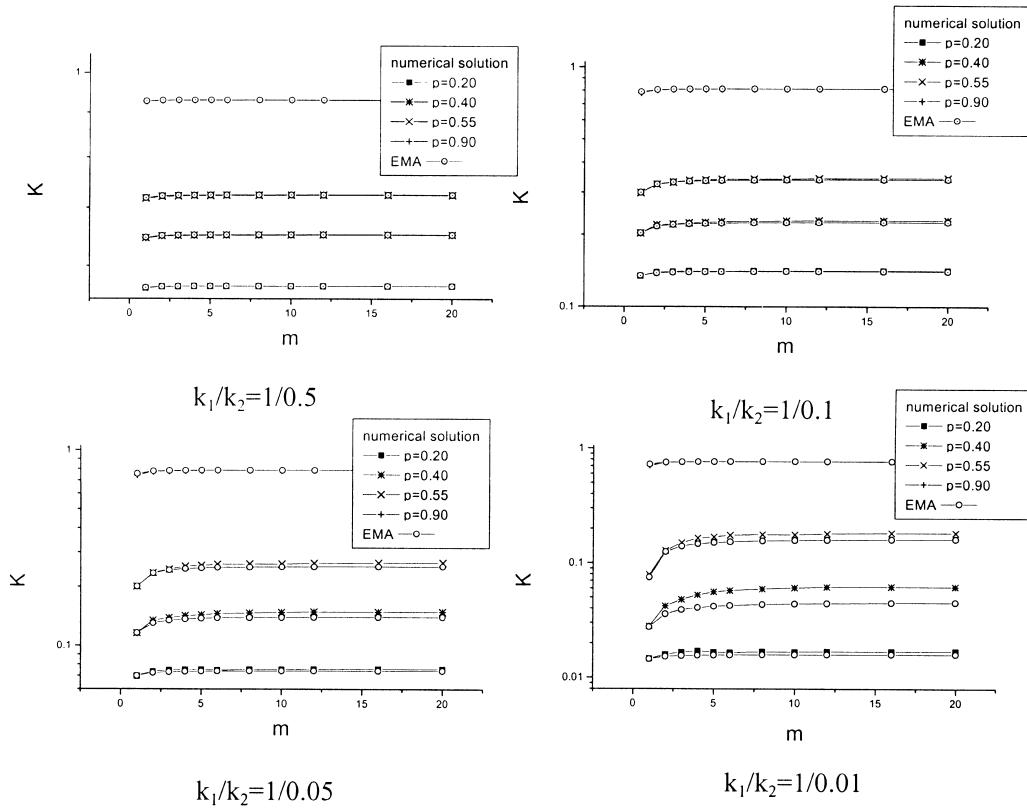 numerical solution
p=0.20
p=0.40
p=0.55
p=0.90
EMA
1
K
0 5 10 15 20
m
k1/k2=1/0.5
numerical solution
p=0.20
p=0.40
p=0.55
p=0.90
EMA
1
K
0.1
0 5 10 15 20
m
k1/k2=1/0.1
numerical solution
p=0.20
p=0.40
p=0.55
p=0.90
EMA
1
K
0.1
0 5 10 15 20
m
k1/k2=1/0.05
numerical solution
p=0.20
p=0.40
p=0.55
p=0.90
EMA
1
0.1
K
0.01
0 5 10 15 20
m
k1/k2=1/0.01